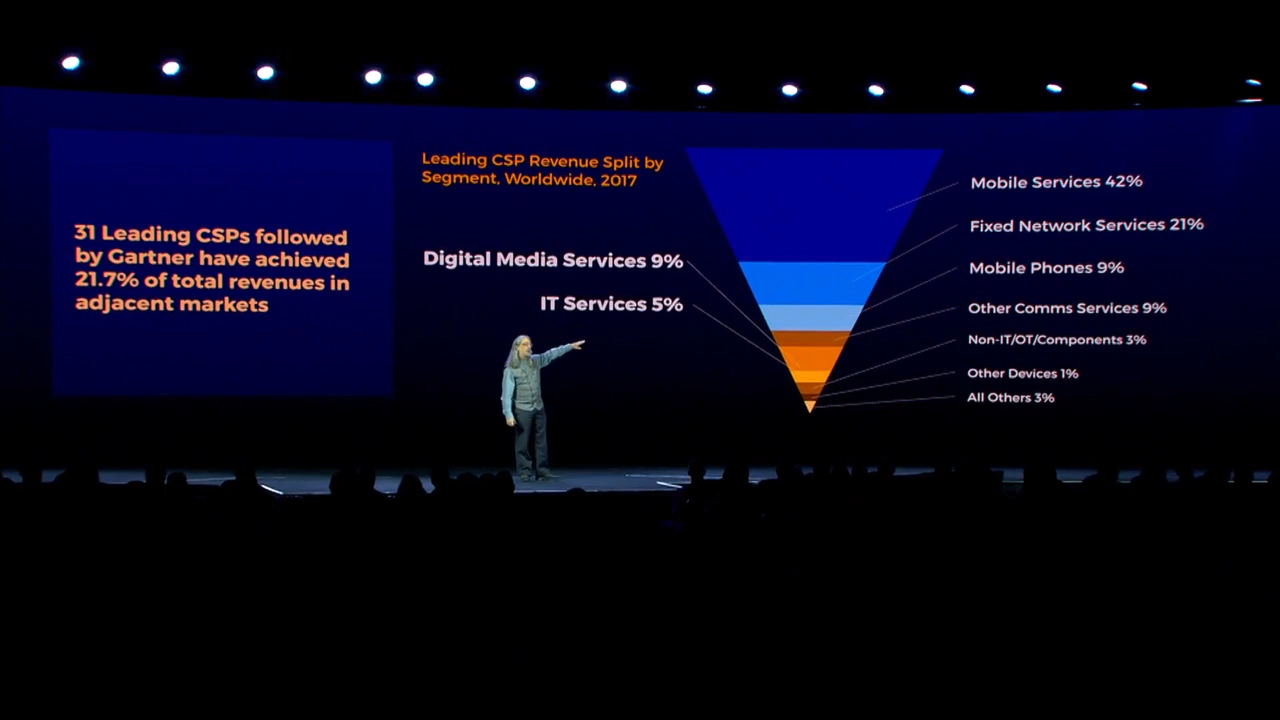 31 Leading CSPs followed
by Gartner have achieved
21.7% of total revenues in
adjacent markets
Leading CSP Revenue Split by
Segment, Worldwide, 2017
Digital Media Services 9%
IT Services 5%
Mobile Services 42%
Fixed Network Services 21%
Mobile Phones 9%
Other Comms Services 9%
Non-IT/OT/Components 3%
Other Devices 1%
All Others 3%